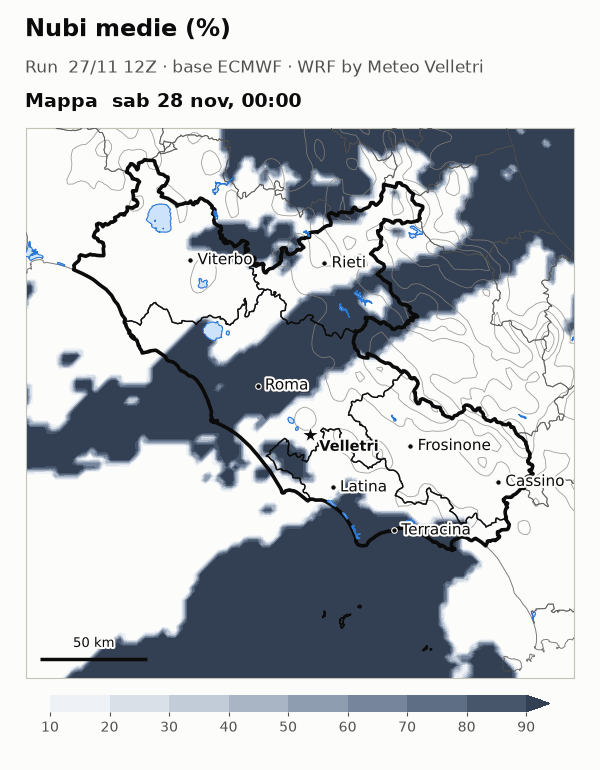 Nubi medie (%)
Run 27/11 12Z · base ECMWF · WRF by Meteo Velletri
Mappa sab 28 nov, 00:00
Viterbo
Rieti
Roma
Velletri
Frosinone
Latina
Cassino
Terracina
50 km
10 20 30 40 50 60 70 80 90